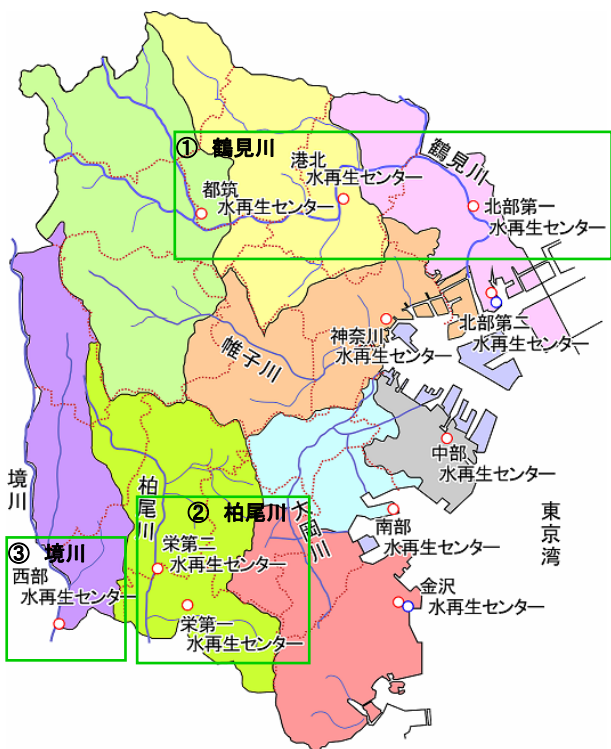 ① 鶴見川
鶴見川
港北
水再生センター
都筑
水再生センター
北部第一
水再生センター
北部第二
水再生センター
神奈川
水再生センター
帷子川
中部
水再生センター
境川
柏尾川
② 柏尾川
大岡川
南部
水再生センター
東京湾
③ 境川
西部
水再生センター
栄第二
水再生センター
栄第一
水再生センター
金沢
水再生センター